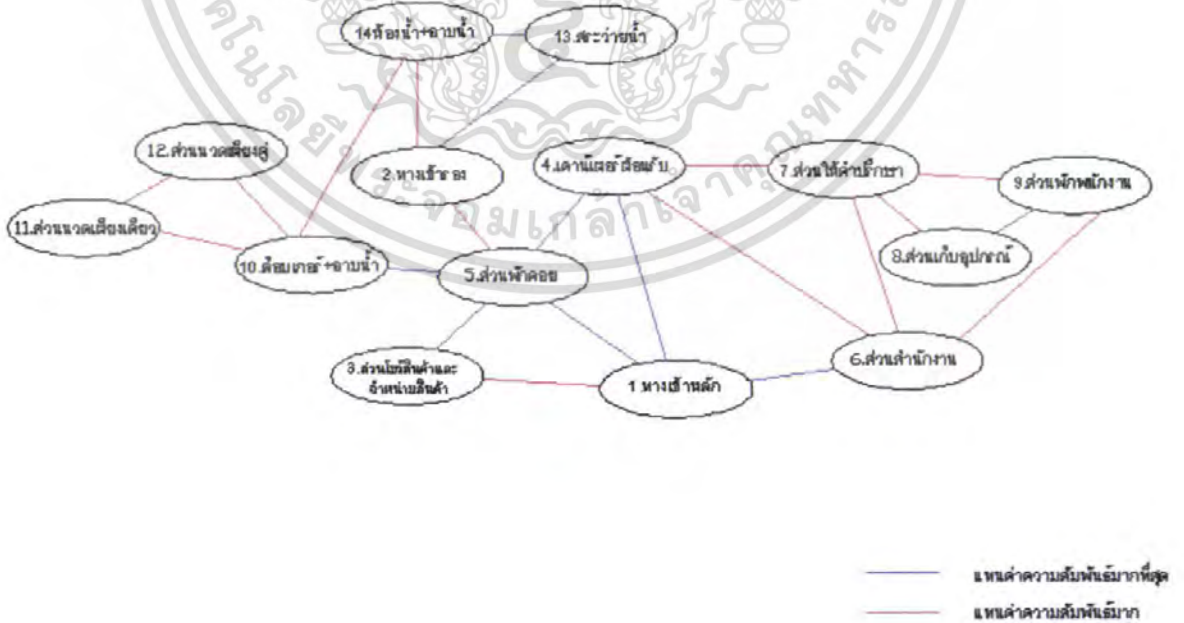 14ห้องน้ำ+อาบน้ำ
13.สระว่ายน้ำ
12.ส่วนนวดเตียงคู่
2.ทางเข้ารอง
4.เคาน์เตอร์ต้อนรับ
7.ส่วนให้คำปรึกษา
9.ส่วนพักพนักงาน
11.ส่วนนวดเตียงเดียว
10.ล็อบเกอร์+อาบน้ำ
5.ส่วนพักคอย
8.ส่วนเก็บอุปกรณ์
3.ส่วนโชว์สินค้าและ
จำหน่ายสินค้า
1.ทางเข้าหลัก
6.ส่วนสำนักงาน
แทนค่าความสัมพันธ์มากที่สุด
แทนค่าความสัมพันธ์มาก